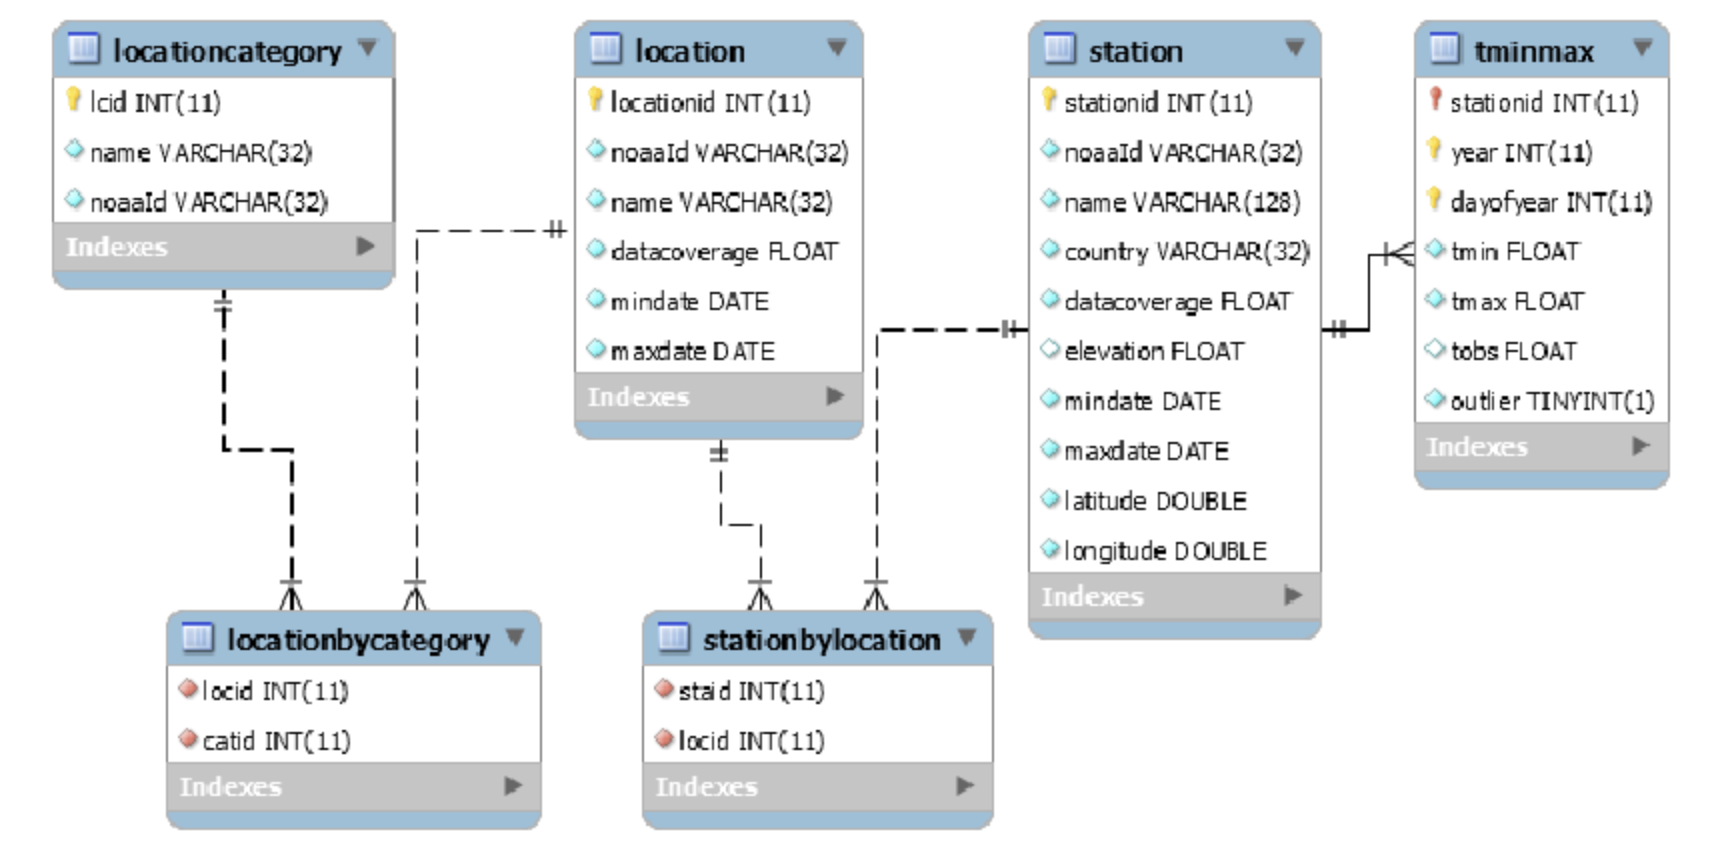 locationcategory
lcid INT(11)
name VARCHAR(32)
noaaId VARCHAR(32)
Indexes
location
locationid INT(11)
noaaId VARCHAR(32)
name VARCHAR(32)
datacoverage FLOAT
mindate DATE
maxdate DATE
Indexes
station
stationid INT(11)
noaaId VARCHAR(32)
name VARCHAR(128)
country VARCHAR(32)
datacoverage FLOAT
elevation FLOAT
mindate DATE
maxdate DATE
latitude DOUBLE
longitude DOUBLE
Indexes
tminmax
stationid INT(11)
year INT(11)
dayofyear INT(11)
tmin FLOAT
tmax FLOAT
tobs FLOAT
outlier TINYINT(1)
Indexes
locationbycategory
locid INT(11)
catid INT(11)
Indexes
stationbylocation
staid INT(11)
locid INT(11)
Indexes